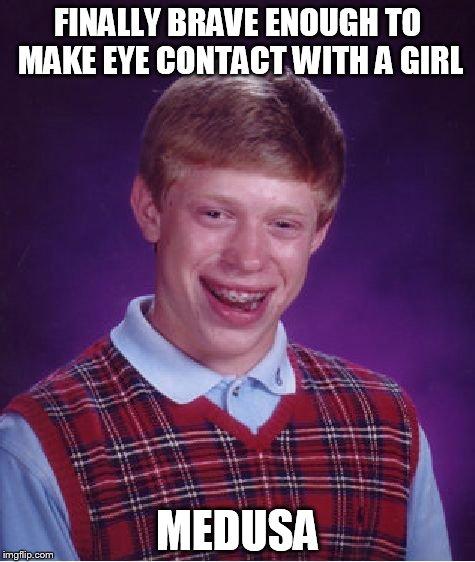 FINALLY BRAVE ENOUGH TO
MAKE EYE CONTACT WITH A GIRL
MEDUSA
imgflip.com